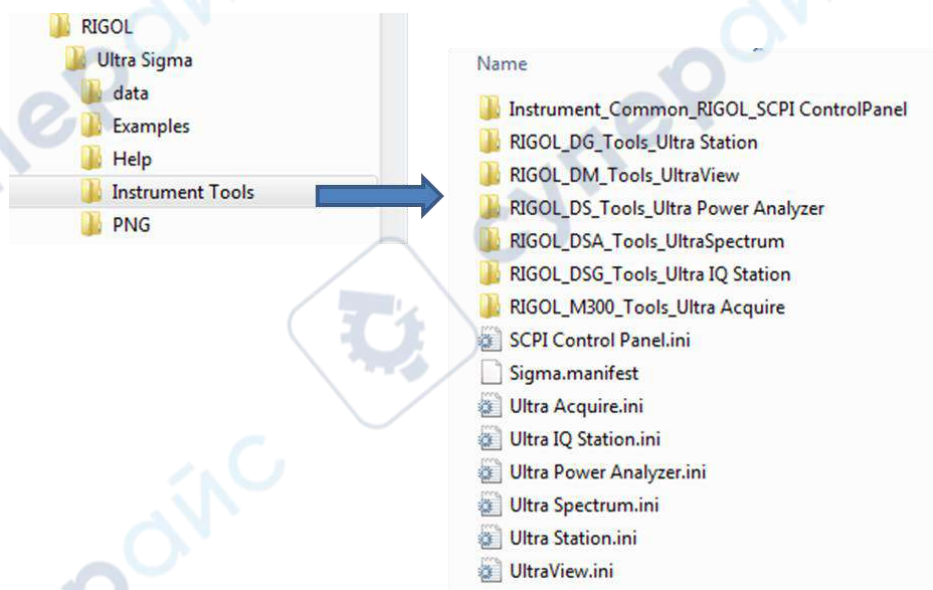 RIGOL
Ultra Sigma
data
Examples
Help
Instrument Tools
PNG
Name
Instrument_Common_RIGOL_SCPI ControlPanel
RIGOL_DG_Tools_Ultra Station
RIGOL_DM_Tools_UltraView
RIGOL_DS_Tools_Ultra Power Analyzer
RIGOL_DSA_Tools_UltraSpectrum
RIGOL_DSG_Tools_Ultra IQ Station
RIGOL_M300_Tools_Ultra Acquire
SCPI Control Panel.ini
Sigma.manifest
Ultra Acquire.ini
Ultra IQ Station.ini
Ultra Power Analyzer.ini
Ultra Spectrum.ini
Ultra Station.ini
UltraView.ini